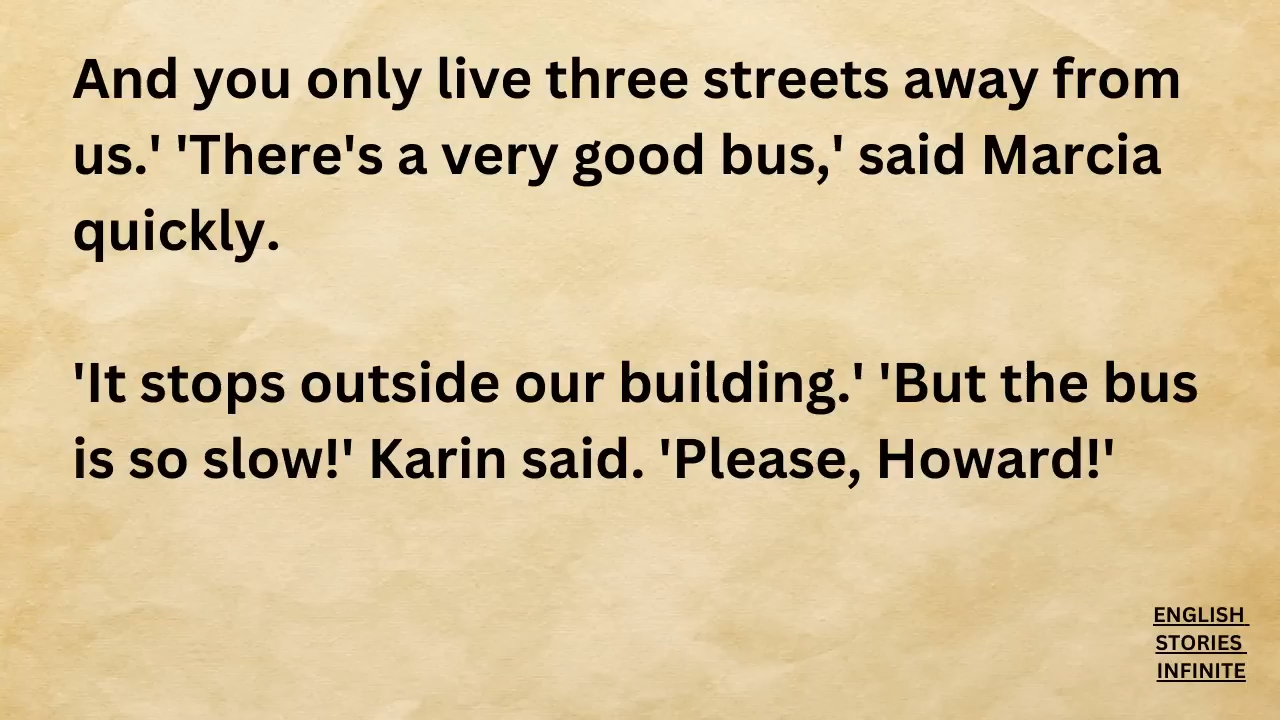 And you only live three streets away from
us.' 'There's a very good bus,' said Marcia
quickly.
'It stops outside our building.' 'But the bus
is so slow!' Karin said. 'Please, Howard!'
ENGLISH
STORIES
INFINITE